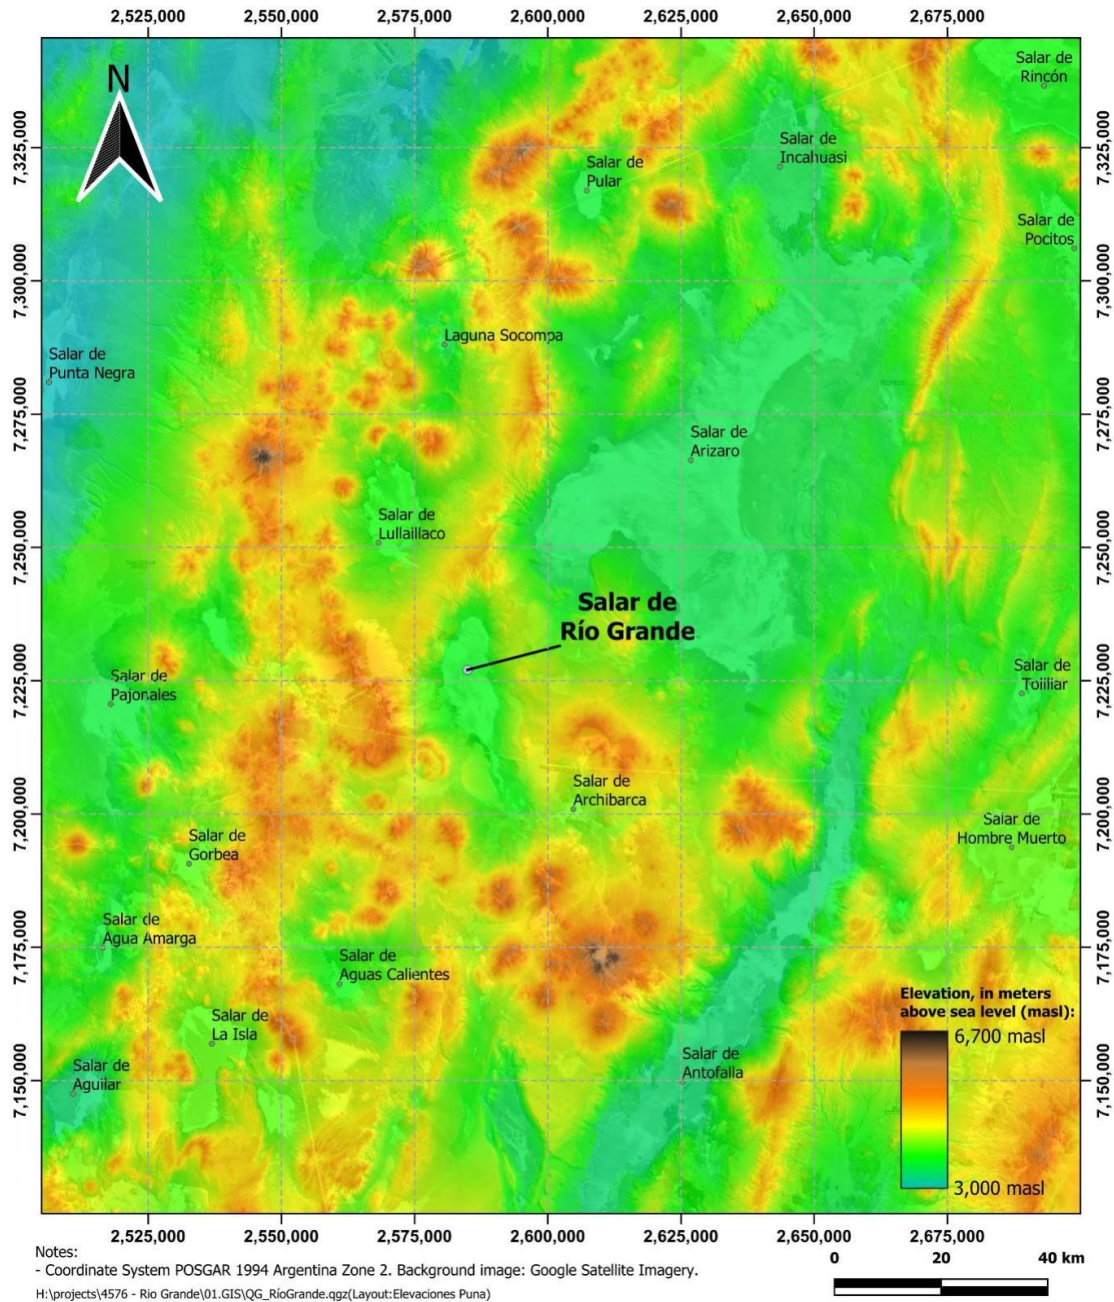 2,525,000 2,550,000 2,575,000 2,600,000 2,625,000 2,650,000 2,675,000
N
Salar de
Rincón
7,325,000
7,325,000
Salar de
Incahuasi
Salar de
Pular
Salar de
Pocitos
7,300,000
7,300,000
Laguna Socompa
Salar de
Punta Negra
7,275,000
7,275,000
Salar de
Arizaro
Salar de
Lullaillaco
7,250,000
7,250,000
Salar de
Río Grande
Salar de
Pajonales
Salar de
Toiiliar
7,225,000
7,225,000
Salar de
Archibarca
7,200,000
7,200,000
Salar de
Hombre Muerto
Salar de
Gorbea
Salar de
Agua Amarga
7,175,000
7,175,000
Salar de
Aguas Calientes
Salar de
La Isla
Salar de
Antofalla
Salar de
Aguilar
7,150,000
7,150,000
Elevation, in meters
above sea level (masl):
6,700 masl
3,000 masl
2,525,000 2,550,000 2,575,000 2,600,000 2,625,000 2,650,000 2,675,000
Notes:
- Coordinate System POSGAR 1994 Argentina Zone 2. Background image: Google Satellite Imagery.
H:\projects\4576 - Rio Grande\01.GIS\QG_RíoGrande.qgz(Layout:Elevaciones Puna)
0 20 40 km